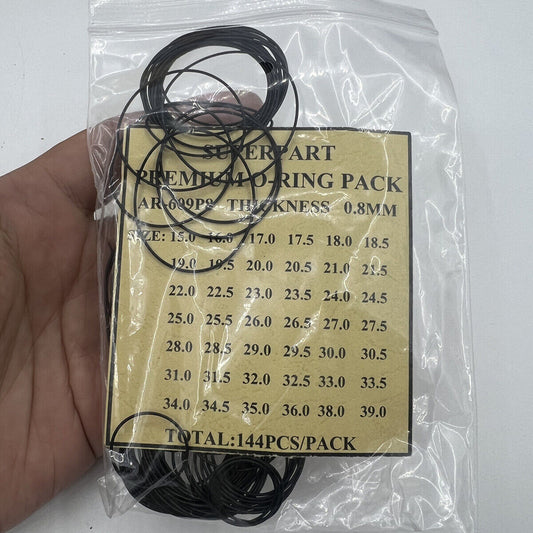 SUPERPART
PREMIUM O-RING PACK
AR-699P8 THICKNESS 0.8MM
SIZE: 15.0 16.0 17.0 17.5 18.0 18.5
19.0 19.5 20.0 20.5 21.0 21.5
22.0 22.5 23.0 23.5 24.0 24.5
25.0 25.5 26.0 26.5 27.0 27.5
28.0 28.5 29.0 29.5 30.0 30.5
31.0 31.5 32.0 32.5 33.0 33.5
34.0 34.5 35.0 36.0 38.0 39.0
TOTAL:144PCS/PACK